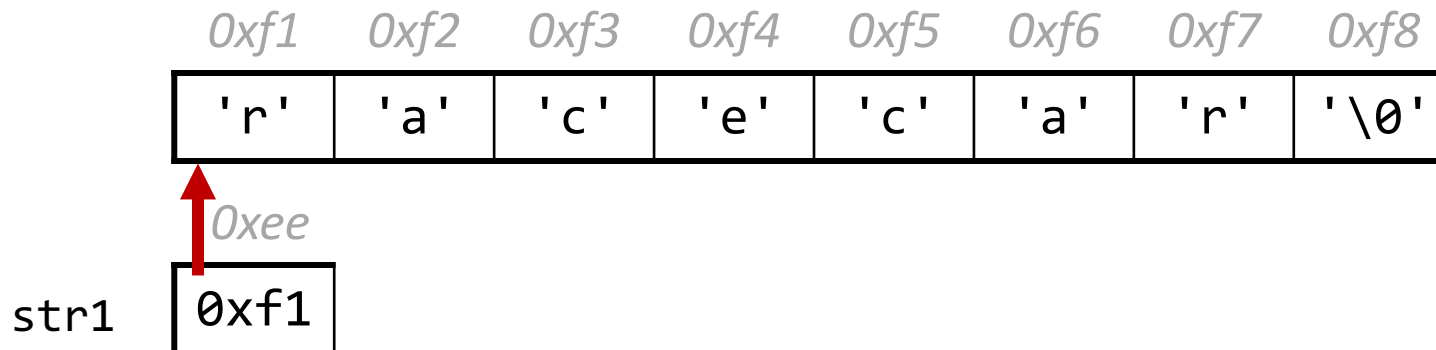 0xf1 0xf2 0xf3 0xf4 0xf5 0xf6 0xf7 0xf8
'r' 'a' 'c' 'e' 'c' 'a' 'r' '\0'
0xee
str1 0xf1